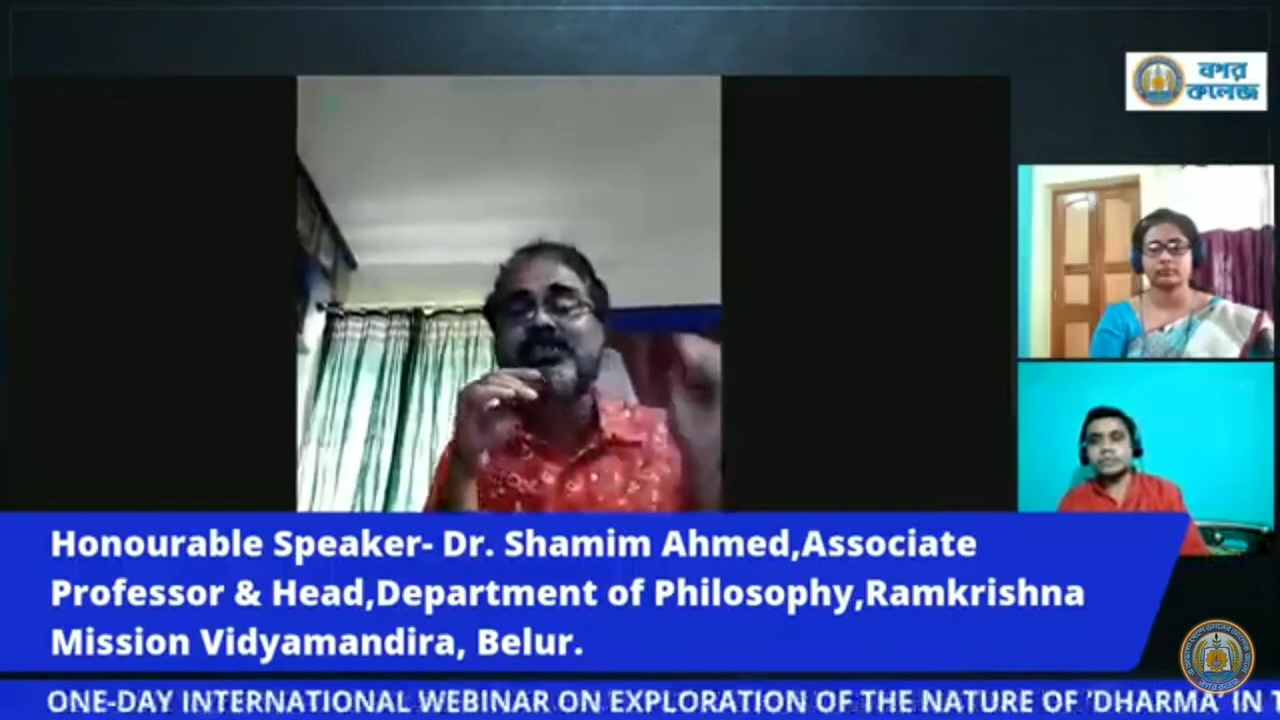 নগর
কলেজ
Honourable Speaker- Dr. Shamim Ahmed,Associate
Professor & Head,Department of Philosophy,Ramkrishna
Mission Vidyamandira, Belur.
ONE-DAY INTERNATIONAL WEBINAR ON EXPLORATION OF THE NATURE OF ‘DHARMA’ IN T